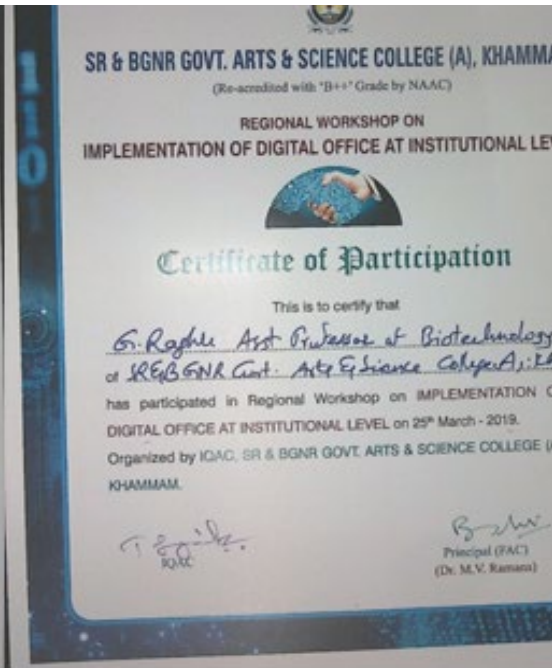 SR & BGNR GOVT. ARTS & SCIENCE COLLEGE (A), KHAMMA
(Re-accredited with "B++" Grade by NAAC)
REGIONAL WORKSHOP ON
IMPLEMENTATION OF DIGITAL OFFICE AT INSTITUTIONAL LEV
Certificate of Participation
This is to certify that
G. Raghu Asst Professor of Biotechnology
of SR&BGNR Govt. Arts & Science College(A),
has participated in Regional Workshop on IMPLEMENTATION O
DIGITAL OFFICE AT INSTITUTIONAL LEVEL on 25th March - 2019.
Organized by IQAC, SR & BGNR GOVT. ARTS & SCIENCE COLLEGE (A
KHAMMAM.
Principal (FAC)
(Dr. M.V. Ramana)
110